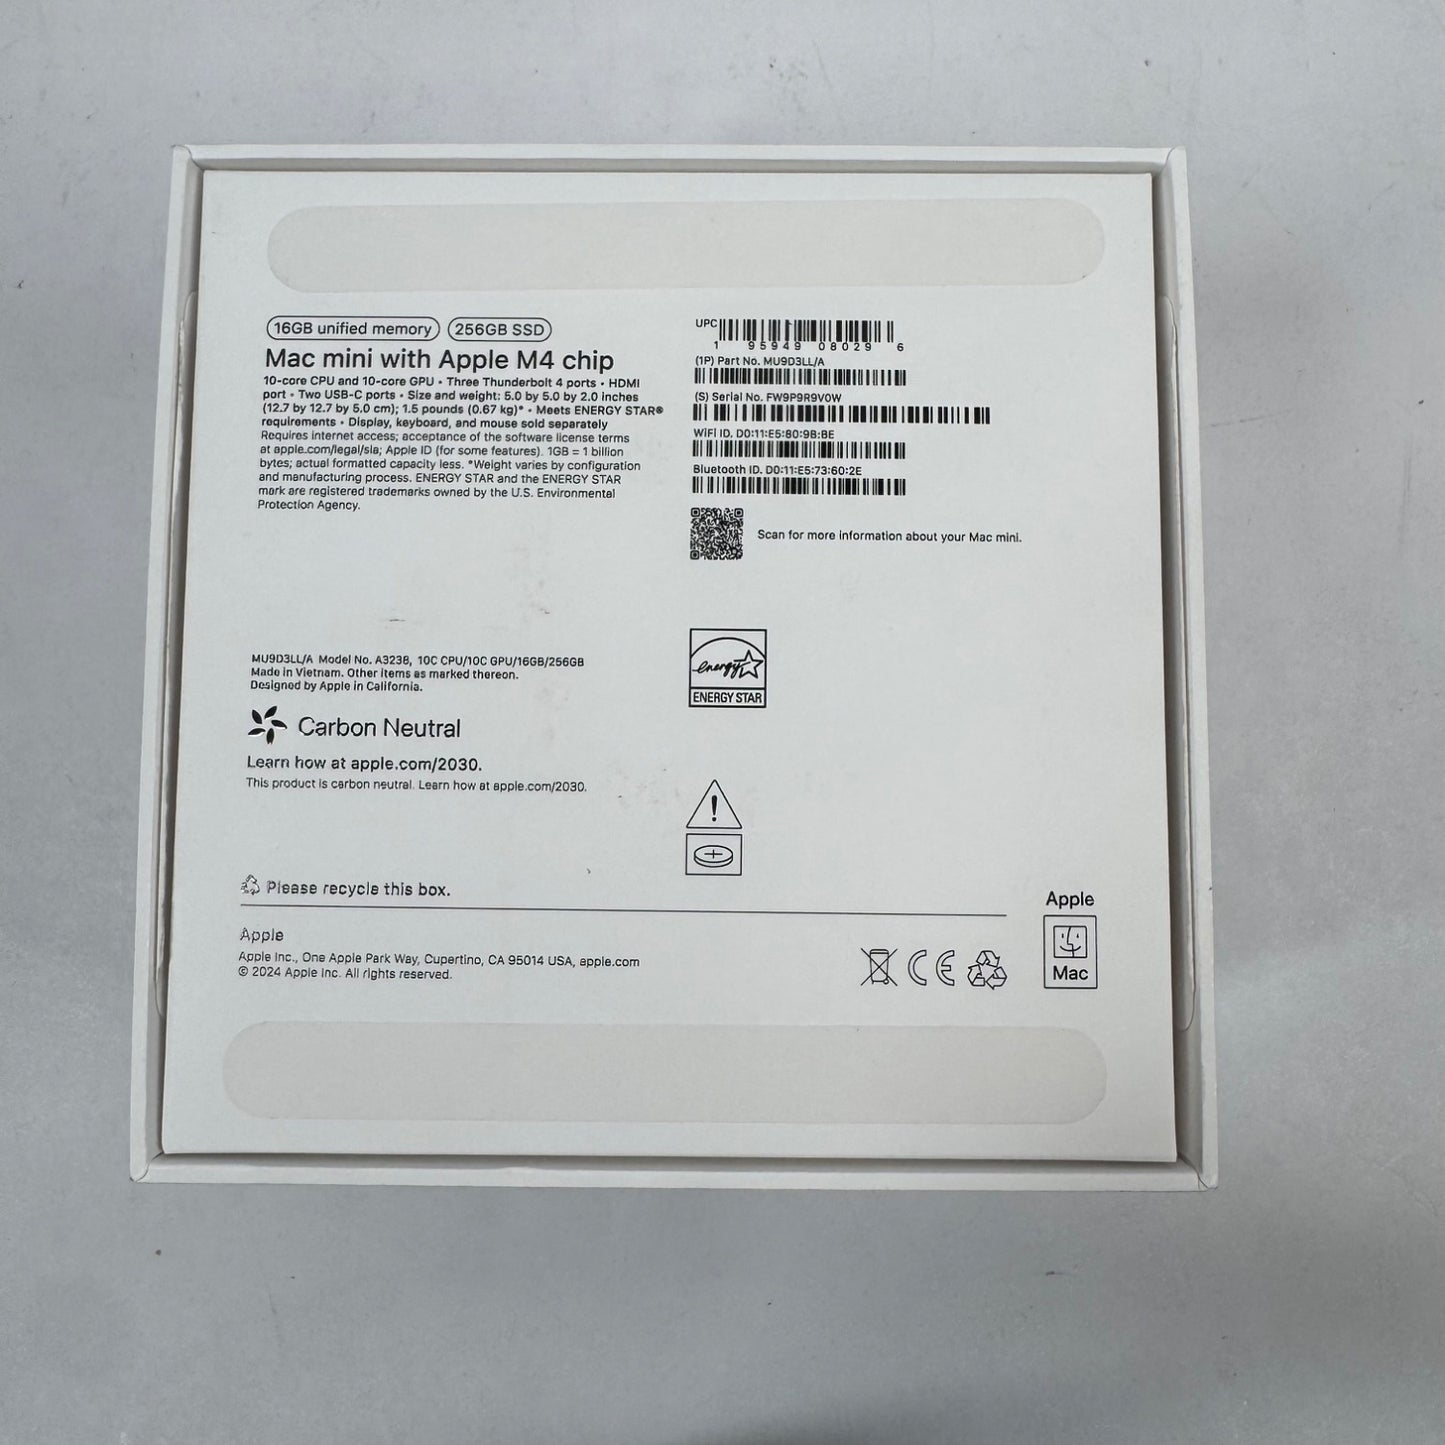 16GB unified memory 256GB SSD
Mac mini with Apple M4 chip
10-core CPU and 10-core GPU • Three Thunderbolt 4 ports • HDMI
port • Two USB-C ports • Size and weight: 5.0 by 5.0 by 2.0 inches
(12.7 by 12.7 by 5.0 cm); 1.5 pounds (0.67 kg)* • Meets ENERGY STAR®
requirements • Display, keyboard, and mouse sold separately
Requires internet access; acceptance of the software license terms
at apple.com/legal/sla; Apple ID (for some features). 1GB = 1 billion
bytes; actual formatted capacity less. *Weight varies by configuration
and manufacturing process. ENERGY STAR and the ENERGY STAR
mark are registered trademarks owned by the U.S. Environmental
Protection Agency.
UPC
1 95949 08029 6
(1P) Part No. MU9D3LL/A
(S) Serial No. FW9P9R9V0W
WiFi ID. D0:11:E5:80:9B:BE
Bluetooth ID. D0:11:E5:73:60:2E
Scan for more information about your Mac mini.
MU9D3LL/A Model No. A3238, 10C CPU/10C GPU/16GB/256GB
Made in Vietnam. Other items as marked thereon.
Designed by Apple in California.
energy
ENERGY STAR
Carbon Neutral
Learn how at apple.com/2030.
This product is carbon neutral. Learn how at apple.com/2030.
Please recycle this box.
Apple
Apple Inc., One Apple Park Way, Cupertino, CA 95014 USA, apple.com
© 2024 Apple Inc. All rights reserved.
CE
Apple
Mac